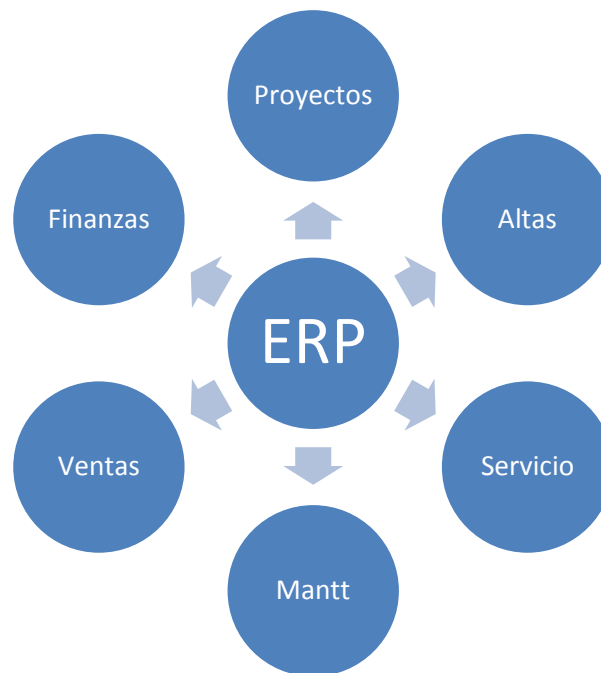 Proyectos
Finanzas
Altas
ERP
Ventas
Servicio
Mantt